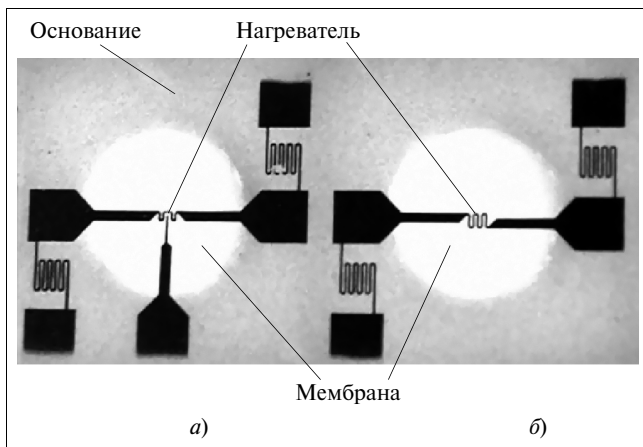 Основание
Нагреватель
Мембрана
а)
б)